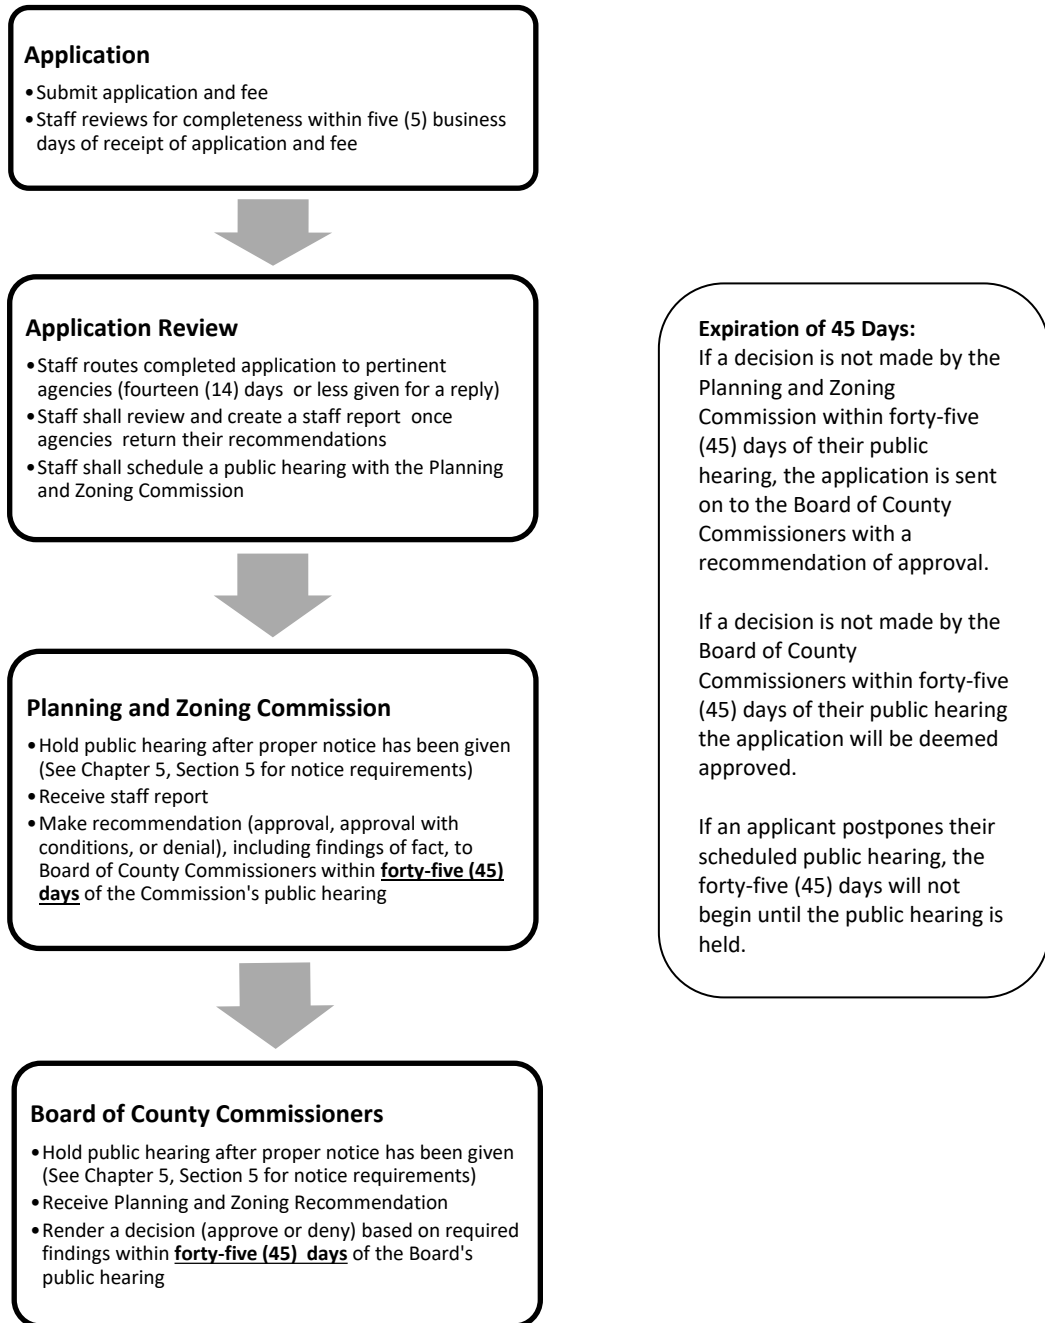 Application
•Submit application and fee
•Staff reviews for completeness within five (5) business
days of receipt of application and fee
Application Review
•Staff routes completed application to pertinent
agencies (fourteen (14) days or less given for a reply)
•Staff shall review and create a staff report once
agencies return their recommendations
•Staff shall schedule a public hearing with the Planning
and Zoning Commission
Planning and Zoning Commission
•Hold public hearing after proper notice has been given
(See Chapter 5, Section 5 for notice requirements)
•Receive staff report
•Make recommendation (approval, approval with
conditions, or denial), including findings of fact, to
Board of County Commissioners within forty-five (45)
days of the Commission's public hearing
Board of County Commissioners
•Hold public hearing after proper notice has been given
(See Chapter 5, Section 5 for notice requirements)
•Receive Planning and Zoning Recommendation
•Render a decision (approve or deny) based on required
findings within forty-five (45) days of the Board's
public hearing
Expiration of 45 Days:
If a decision is not made by the
Planning and Zoning
Commission within forty-five
(45) days of their public
hearing, the application is sent
on to the Board of County
Commissioners with a
recommendation of approval.
If a decision is not made by the
Board of County
Commissioners within forty-five
(45) days of their public hearing
the application will be deemed
approved.
If an applicant postpones their
scheduled public hearing, the
forty-five (45) days will not
begin until the public hearing is
held.